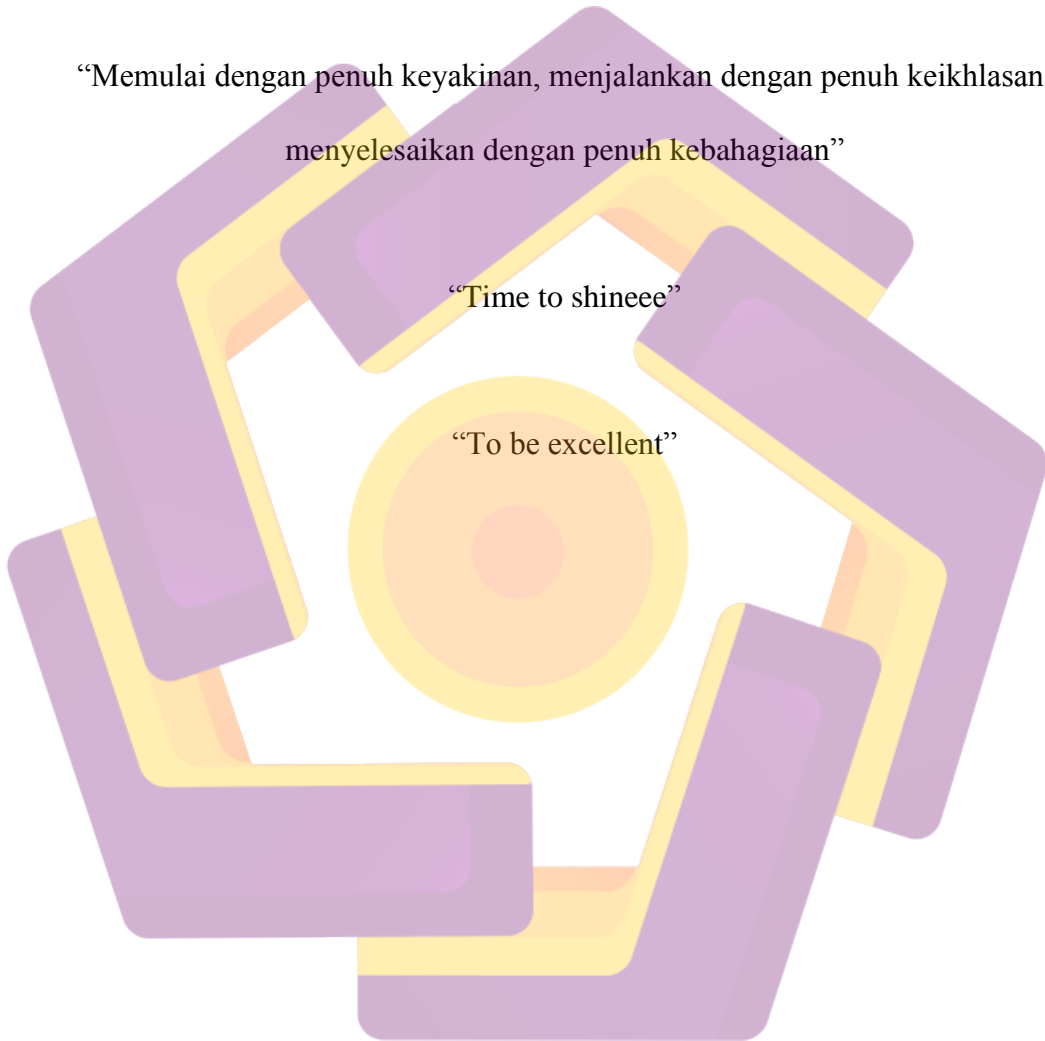 “Memulai dengan penuh keyakinan, menjalankan dengan penuh keikhlasan
menyelesaikan dengan penuh kebahagiaan”
“Time to shineee”
“To be excellent”